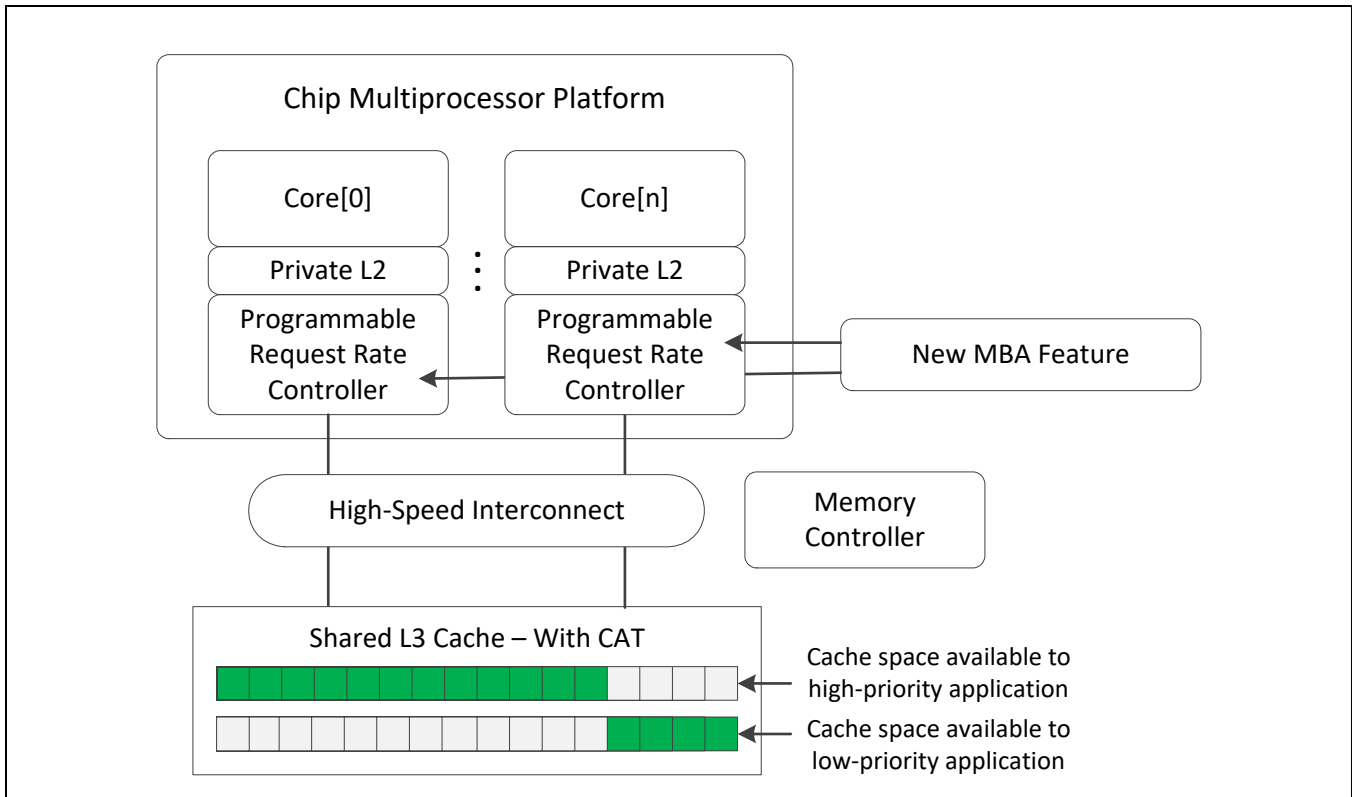 Chip Multiprocessor Platform
Core[0]
Private L2
Programmable
Request Rate
Controller
Core[n]
Private L2
Programmable
Request Rate
Controller
New MBA Feature
High-Speed Interconnect
Memory
Controller
Shared L3 Cache – With CAT
Cache space available to
high-priority application
Cache space available to
low-priority application